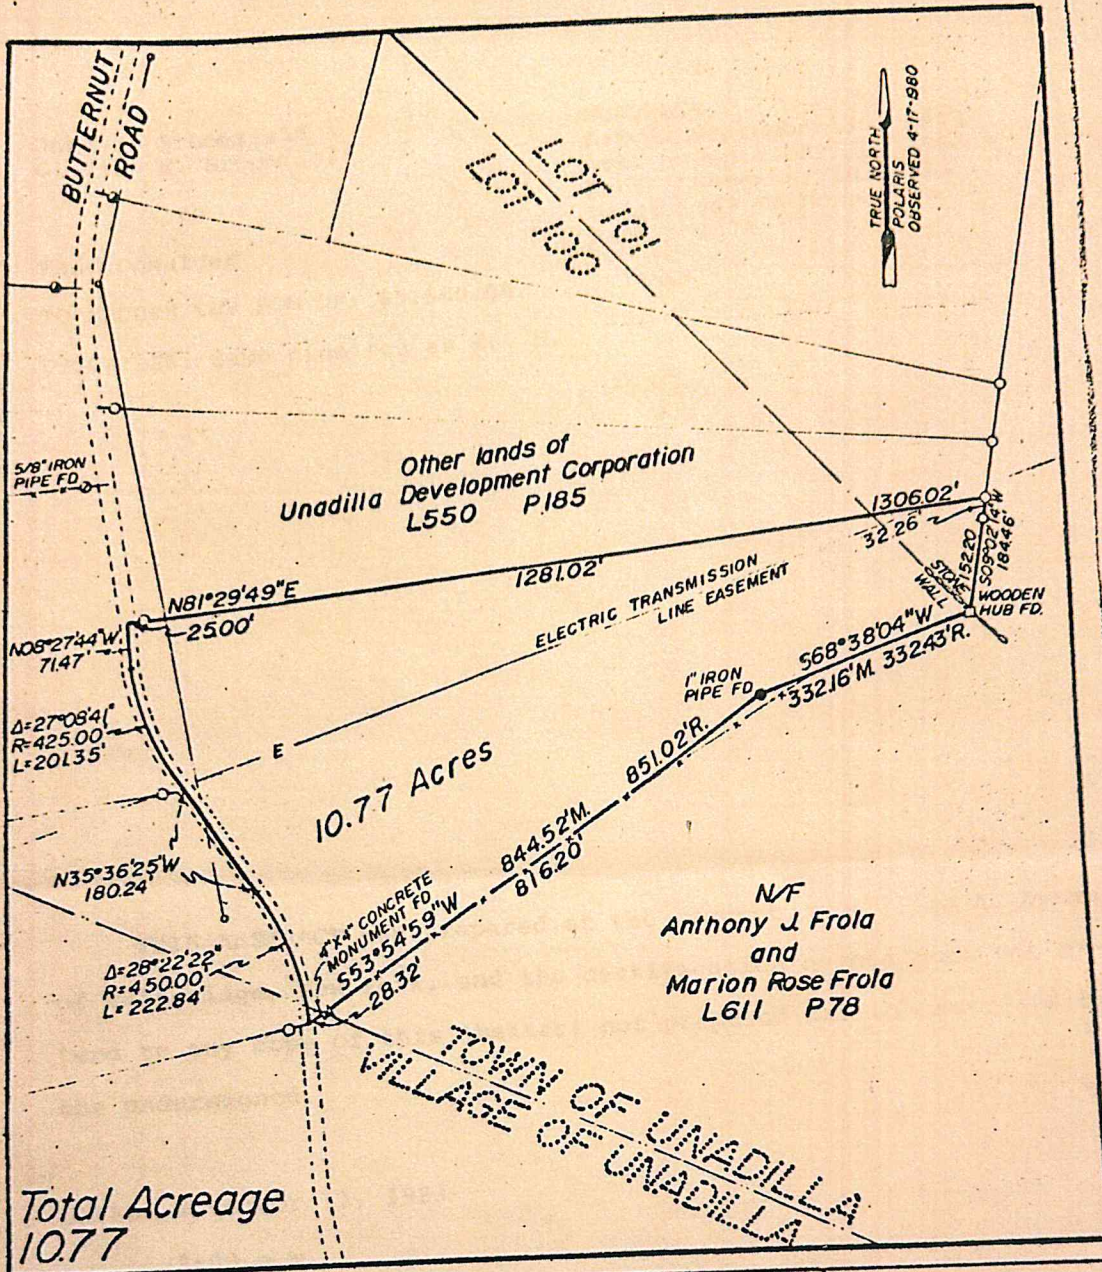 BUTTERNUT
ROAD
LOT 101
LOT 100
TRUE NORTH
POLARIS
OBSERVED 4-17-1980
5/8" IRON
PIPE FD
Other lands of
Unadilla Development Corporation
L550 P.185
1306.02'
32.26'
1281.02'
N81°29'49"E
25.00'
152.20
S09°02'14"W
184.46'
STONE
WALL
WOODEN
HUB FD.
ELECTRIC TRANSMISSION
LINE EASEMENT
N08°27'44"W
71.47'
S68°38'04"W
332.16'M. 332.43'R.
1" IRON
PIPE FD
Δ=27°08'41"
R=425.00'
L=201.35'
E
10.77 Acres
851.02'R.
844.52'M.
816.20'
N35°36'25"W
180.24'
4"X4" CONCRETE
MONUMENT FD
S53°54'59"W
28.32'
Δ=28°22'22"
R=450.00'
L=222.84'
N/F
Anthony J. Frola
and
Marion Rose Frola
L611 P78
TOWN OF UNADILLA
VILLAGE OF UNADILLA
Total Acreage
10.77